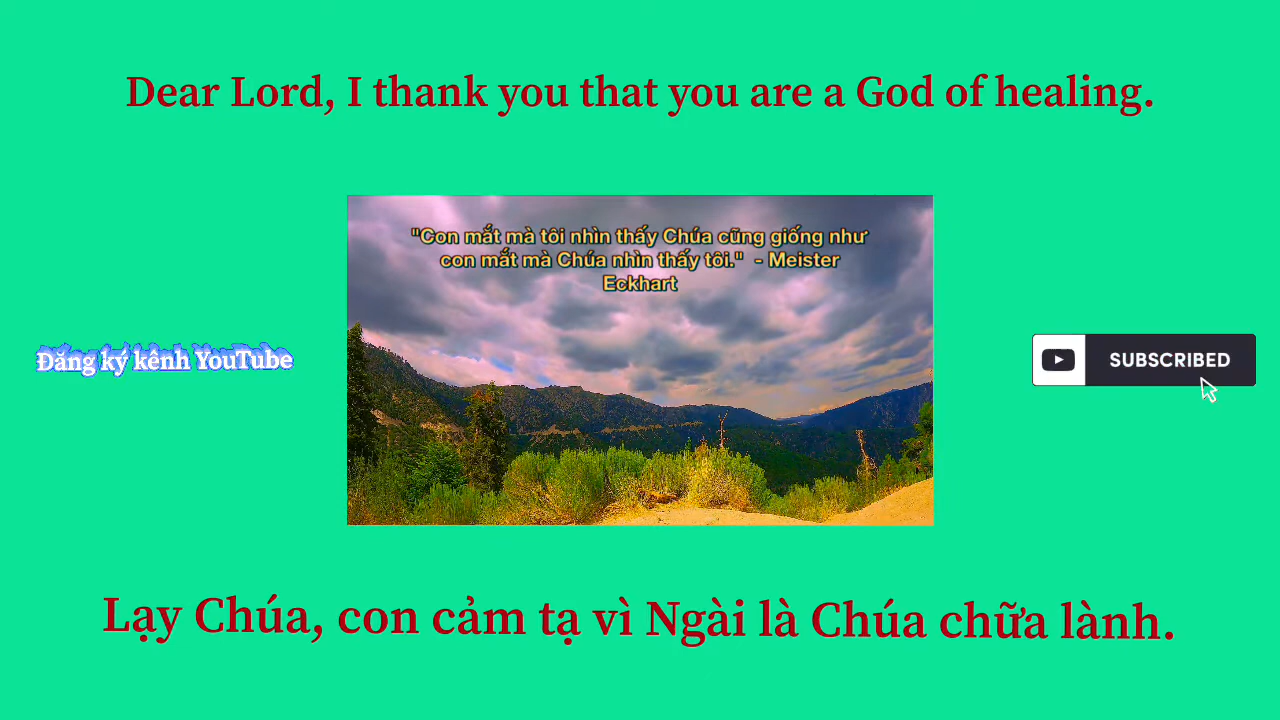 Dear Lord, I thank you that you are a God of healing.
"Con mắt mà tôi nhìn thấy Chúa cũng giống như
con mắt mà Chúa nhìn thấy tôi." - Meister
Eckhart
Đăng ký kênh YouTube
SUBSCRIBED
Lạy Chúa, con cảm tạ vì Ngài là Chúa chữa lành.